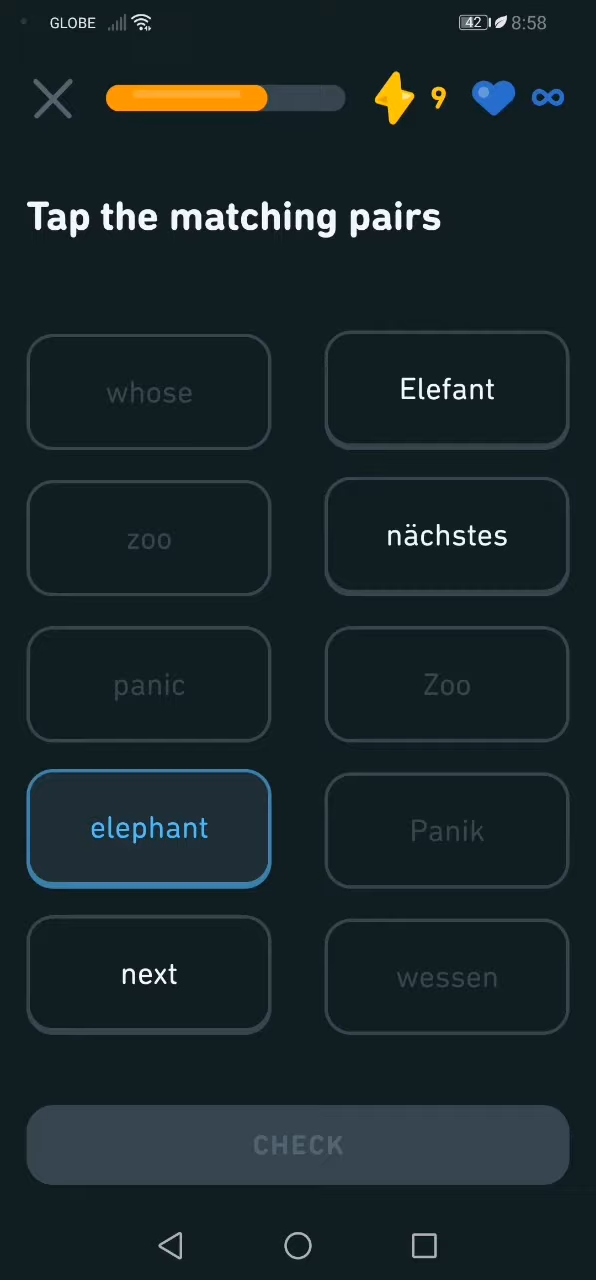 GLOBE 42 8:58
9 ∞
Tap the matching pairs
whose Elefant
zoo nächstes
panic Zoo
elephant Panik
next wessen
CHECK